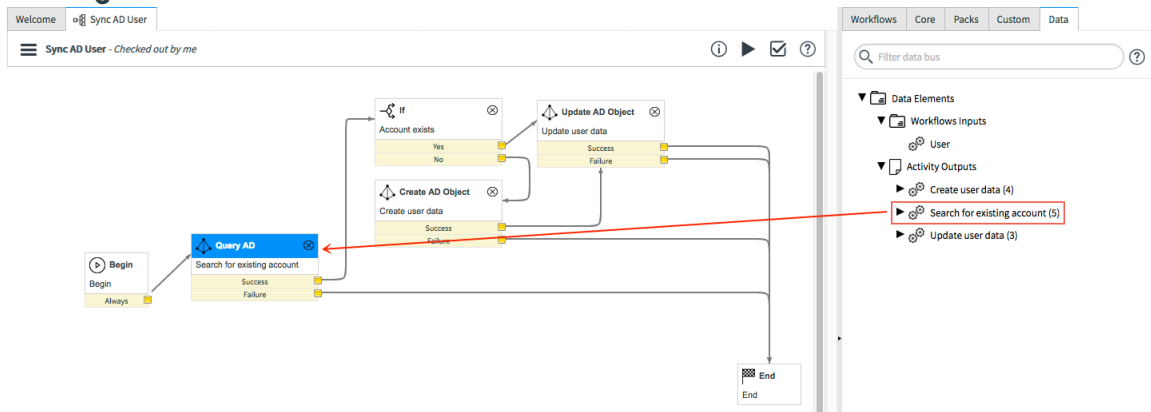 Welcome
Sync AD User
Sync AD User - Checked out by me
If
Account exists
Yes
No
Update AD Object
Update user data
Success
Failure
Create AD Object
Create user data
Success
Failure
Query AD
Search for existing account
Success
Failure
Begin
Begin
Always
End
End
Workflows Core Packs Custom Data
Filter data bus
Data Elements
Workflows Inputs
User
Activity Outputs
Create user data (4)
Search for existing account (5)
Update user data (3)